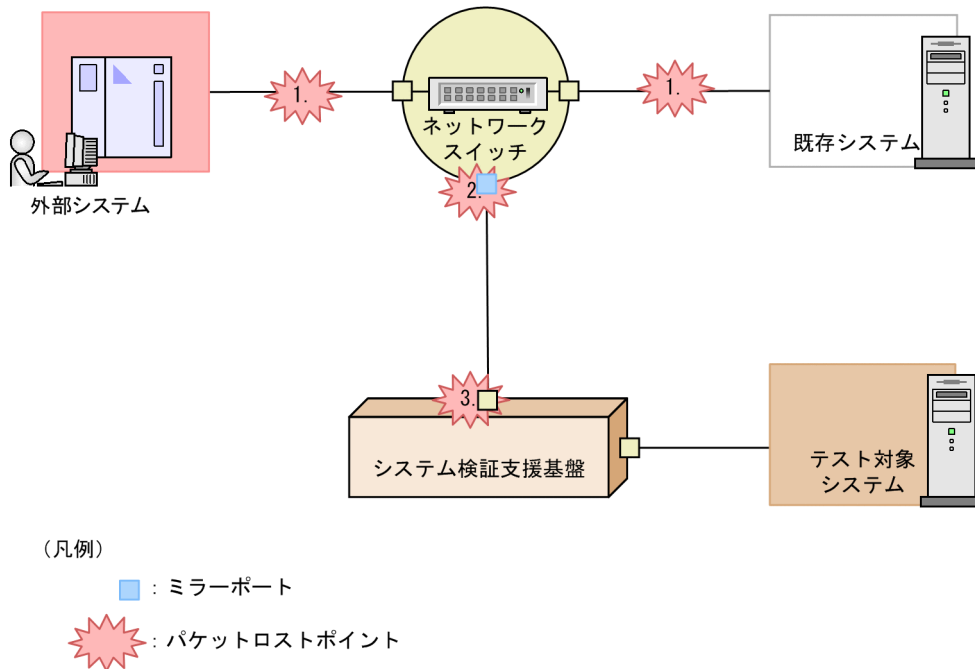 1.
1.
ネットワーク
スイッチ
既存システム
外部システム
2.
3.
システム検証支援基盤
テスト対象
システム
（凡例）
：ミラーポート
：パケットロストポイント